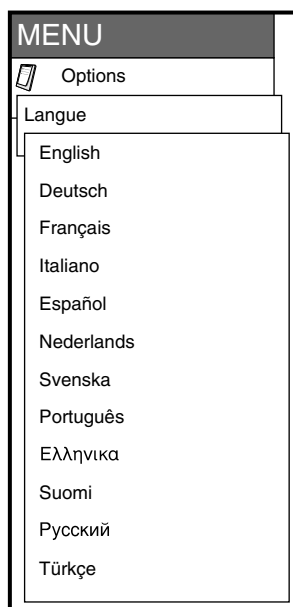 MENU
Options
Langue
English
Deutsch
Français
Italiano
Español
Nederlands
Svenska
Português
Ελληνικα
Suomi
Русский
Türkçe